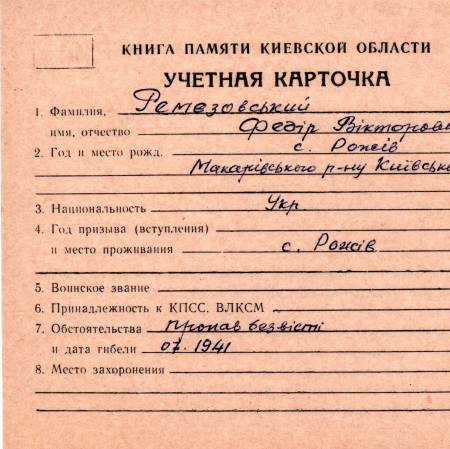 КНИГА ПАМЯТИ КИЕВСКОЙ ОБЛАСТИ
УЧЕТНАЯ КАРТОЧКА
1. Фамилия, Ремезовський
имя, отчество Федір Вікторови
2. Год и место рожд. с. Рожів
Макарівського р-ну Київсько
3. Национальность Укр.
4. Год призыва (вступления)
и место проживания с. Рожів
5. Воинское звание
6. Принадлежность к КПСС, ВЛКСМ
7. Обстоятельства пропав безвісті
и дата гибели 07.1941
8. Место захоронения